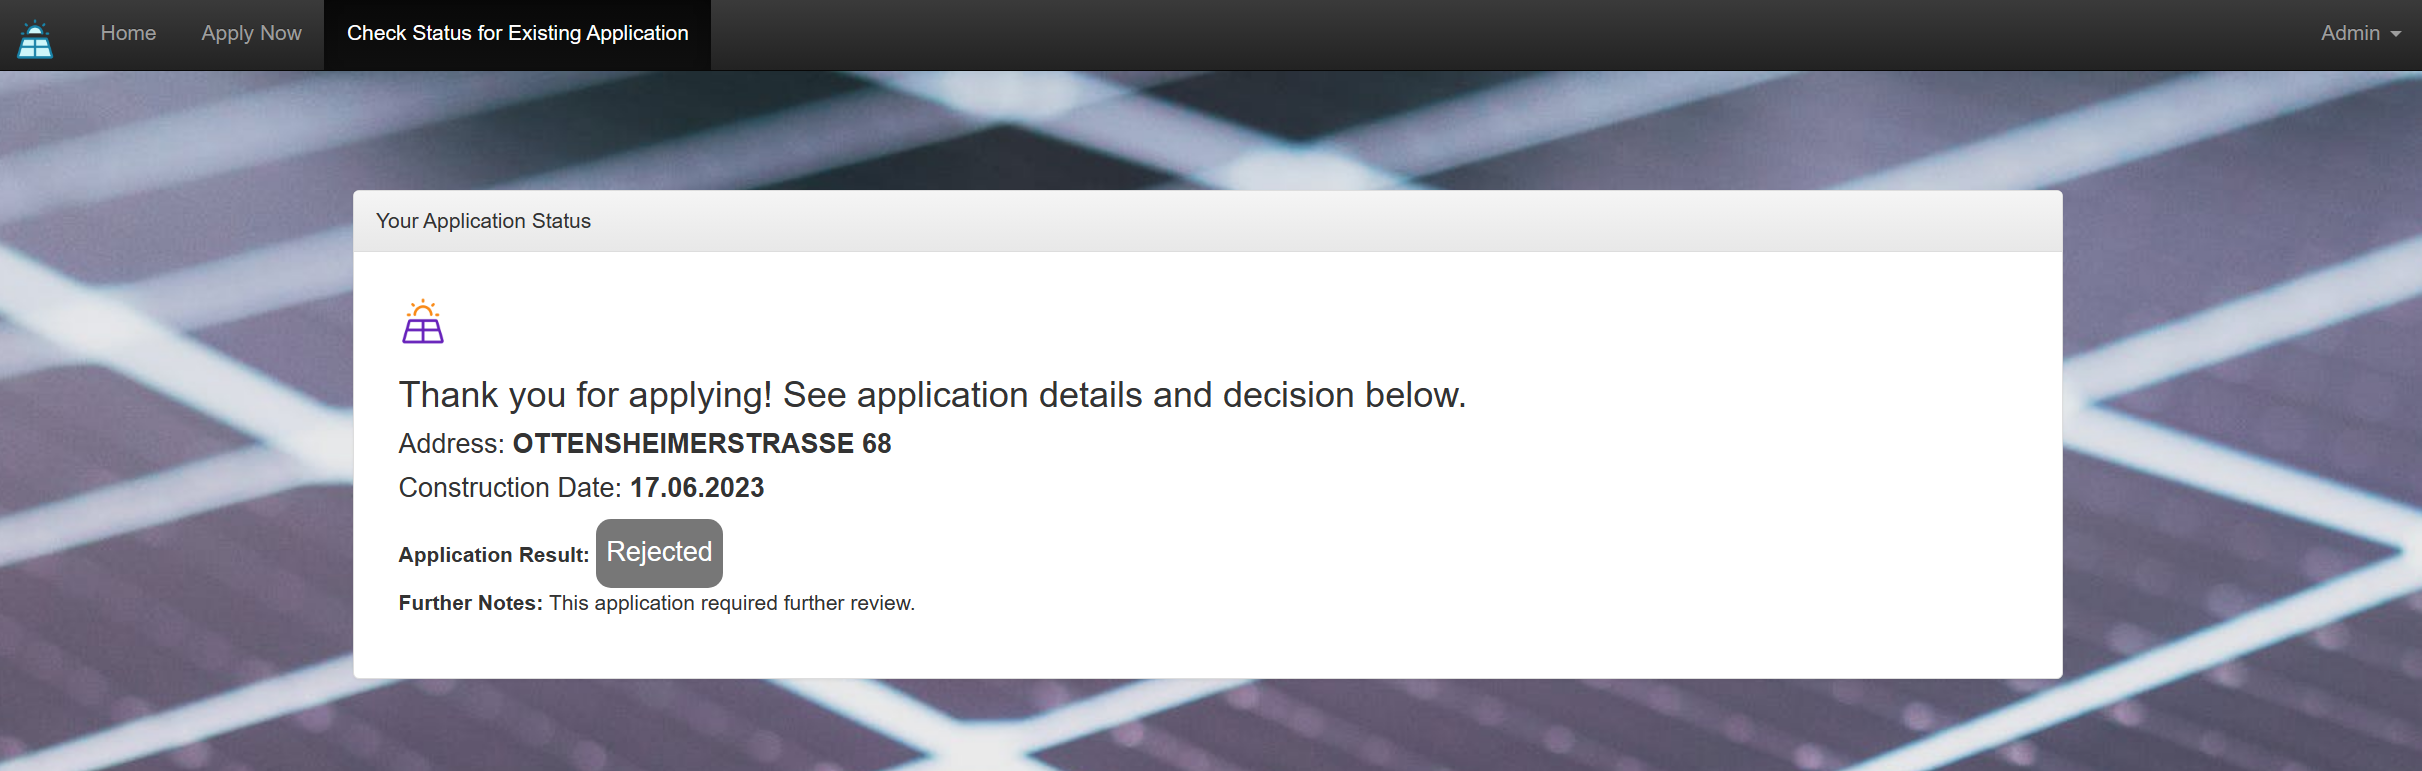 Home Apply Now Check Status for Existing Application Admin
Your Application Status
Thank you for applying! See application details and decision below.
Address: OTTENSHEIMERSTRASSE 68
Construction Date: 17.06.2023
Application Result: Rejected
Further Notes: This application required further review.